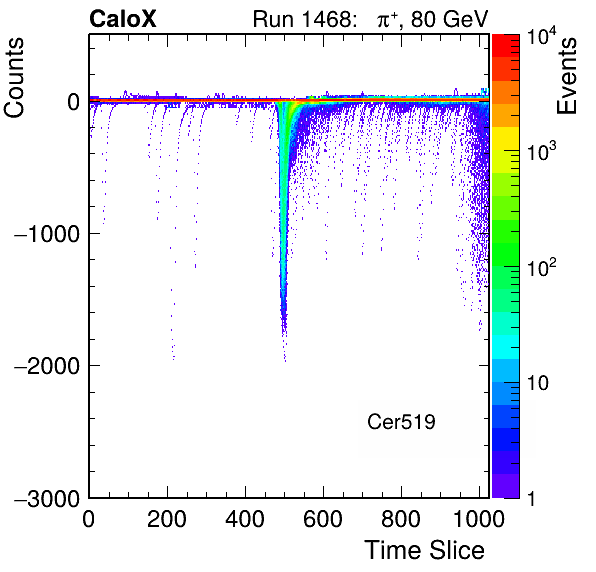 CaloX Run 1468: π⁺, 80 GeV
Counts
Events
0
−1000
−2000
−3000
0 200 400 600 800 1000
Time Slice
Cer519
10⁴
10³
10²
10
1